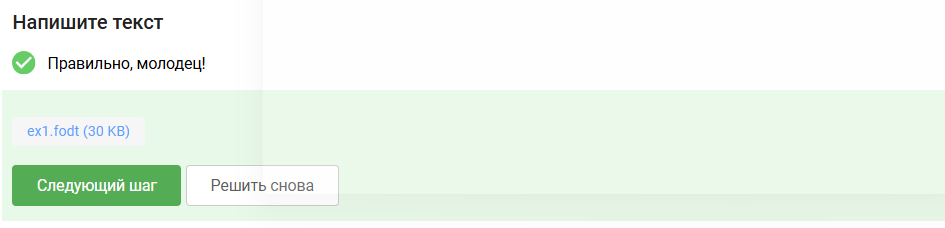 Напишите текст
Правильно, молодец!
ex1.fodt (30 KB)
Следующий шаг
Решить снова